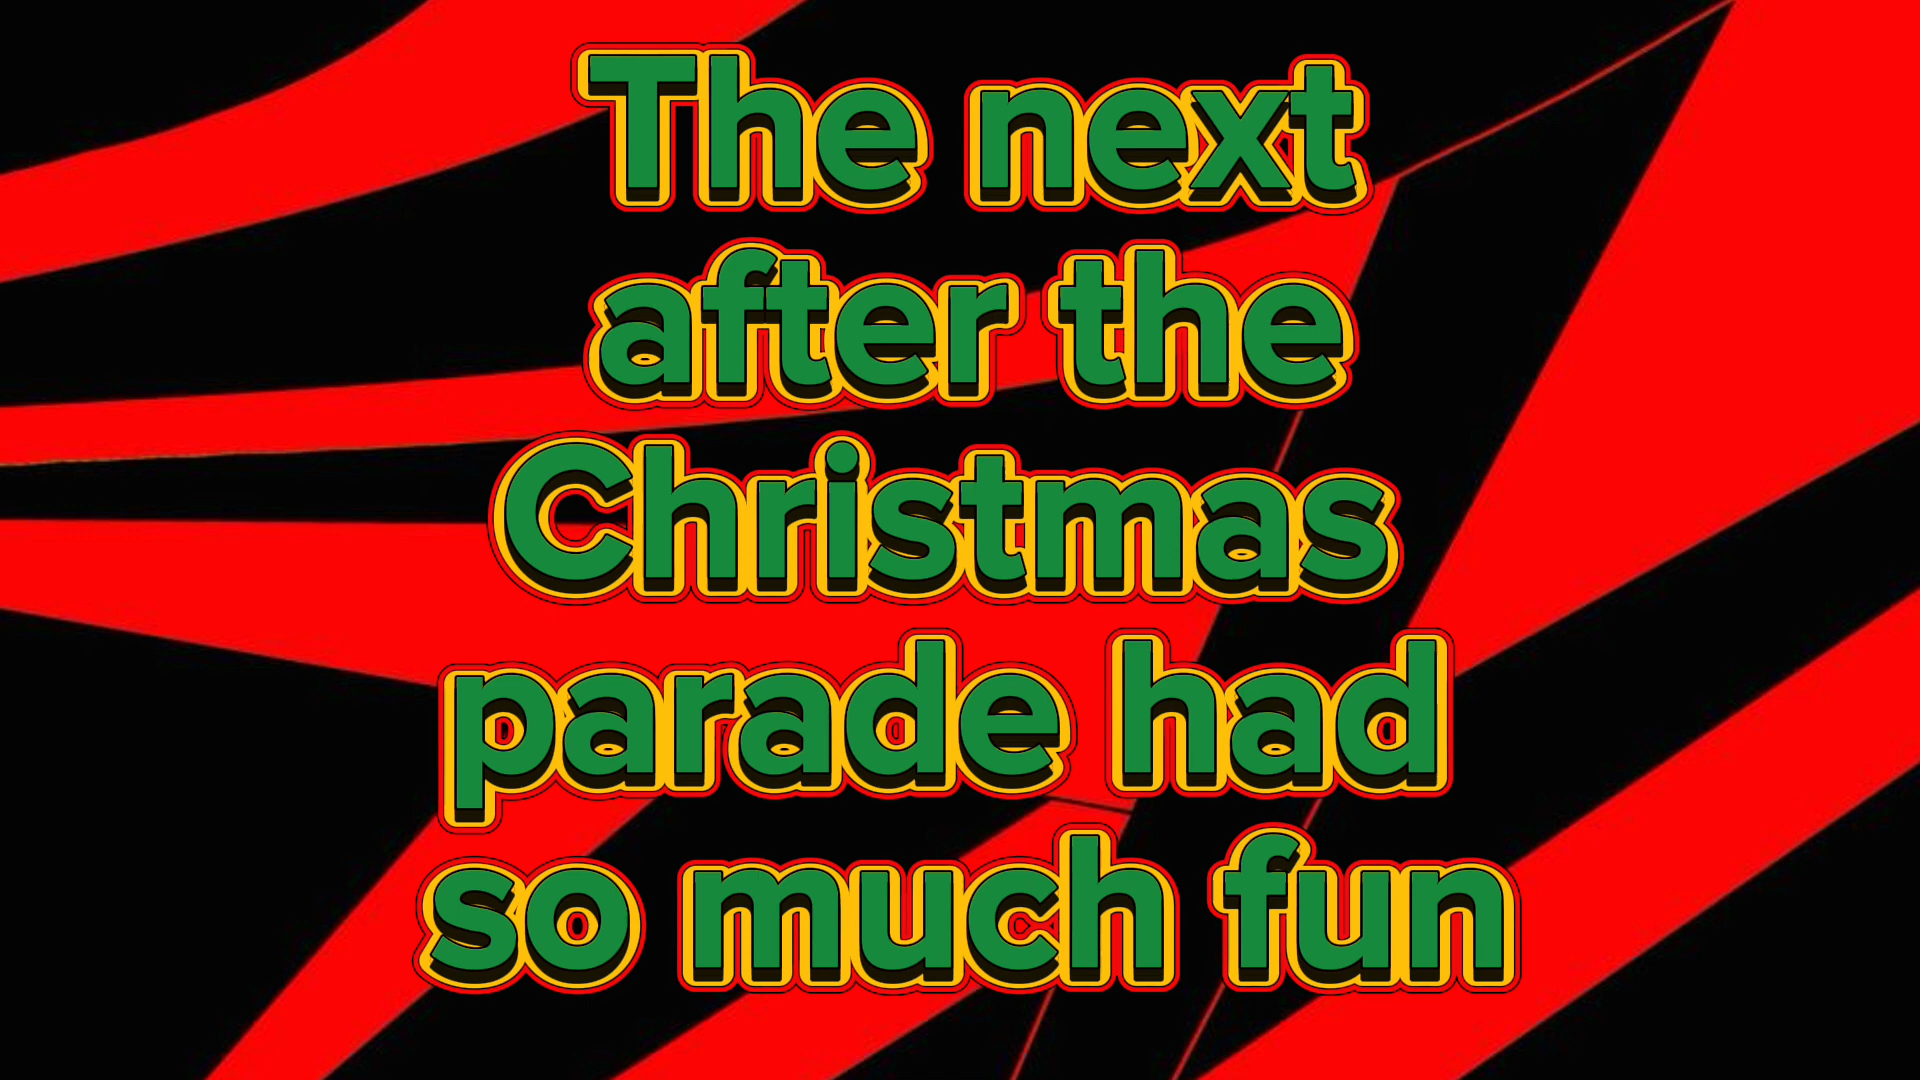 The next
after the
Christmas
parade had
so much fun